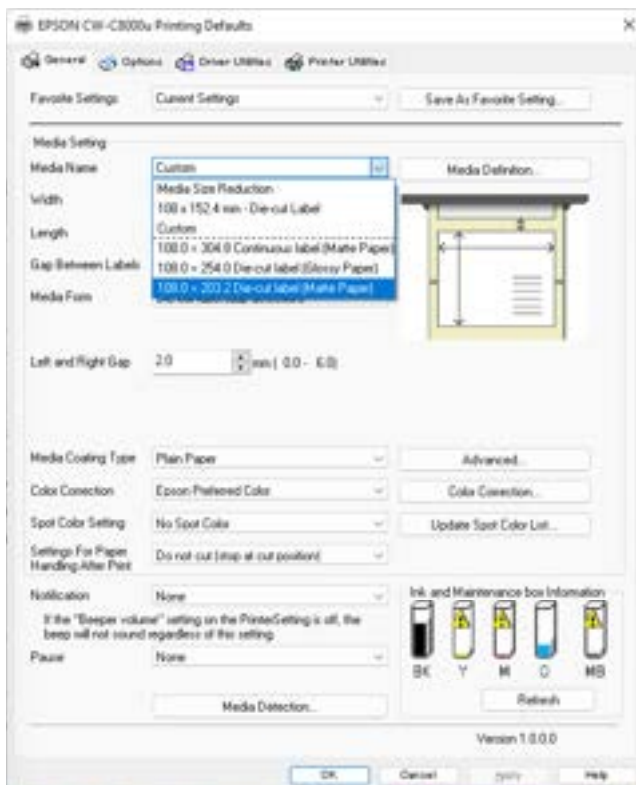 EPSON CW-C8000u Printing Defaults
General Options Driver Utilities Printer Utilities
Favorite Settings Current Settings Save As Favorite Setting...
Media Setting
Media Name Custom Media Definition...
Media Size Reduction
Width
108 x 152.4 mm - Die-cut Label
Custom
Length
108.0 × 304.8 Continuous label (Matte Paper)
Gap Between Labels
108.0 × 254.0 Die-cut label (Glossy Paper)
108.0 × 203.2 Die-cut label (Matte Paper)
Media Form
Left and Right Gap 2.0 mm ( 0.0 - 6.0)
Media Coating Type Plain Paper Advanced...
Color Correction Epson Preferred Color Color Correction...
Spot Color Setting No Spot Color Update Spot Color List...
Settings For Paper
Handling After Print
Do not cut (stop at cut position)
Notification None
Ink and Maintenance box Information
If the "Beeper volume" setting on the PrinterSetting is off, the
beep will not sound regardless of this setting.
Pause None
BK Y M C MB
Media Detection... Refresh
Version 1.0.0.0
OK Cancel Apply Help